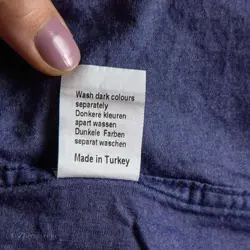 Wash dark colours
separately
Donkere kleuren
apart wassen
Dunkele Farben
separat waschen
Made in Turkey